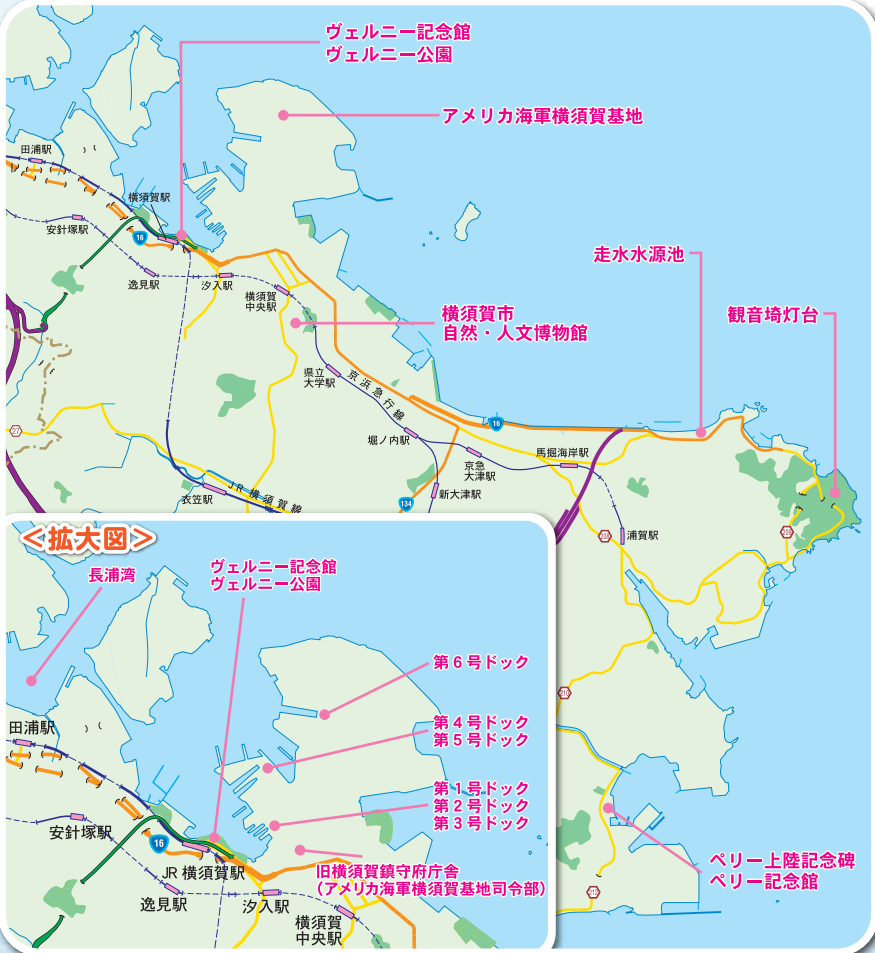 ヴェルニー記念館
ヴェルニー公園
アメリカ海軍横須賀基地
田浦駅
横須賀駅
安針塚駅
16
逸見駅
汐入駅
横須賀
中央駅
走水水源池
横須賀市
自然・人文博物館
観音埼灯台
県立
大学駅
京浜急行線
27
堀ノ内駅
16
馬堀海岸駅
京急
大津駅
衣笠駅
JR横須賀線
134
新大津駅
208
浦賀駅
209
210
212
ペリー上陸記念碑
ペリー記念館
＜拡大図＞
長浦湾
ヴェルニー記念館
ヴェルニー公園
第6号ドック
第4号ドック
第5号ドック
田浦駅
第1号ドック
第2号ドック
第3号ドック
安針塚駅
16
JR横須賀駅
旧横須賀鎮守府庁舎
（アメリカ海軍横須賀基地司令部）
逸見駅
汐入駅
横須賀
中央駅